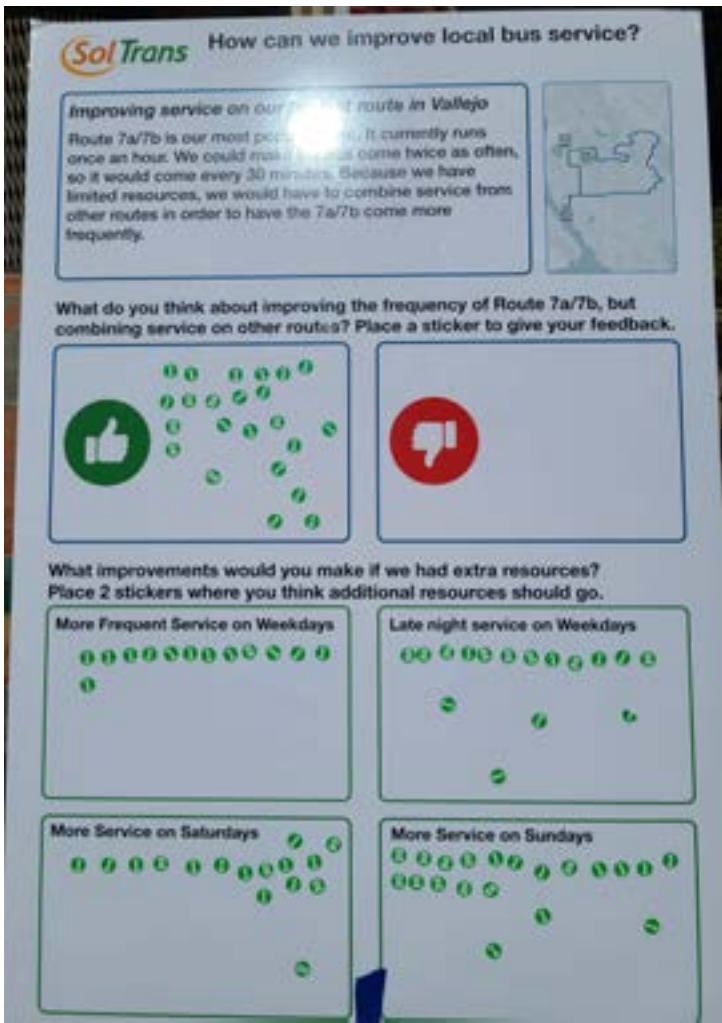 SolTrans
How can we improve local bus service?
Improving service on our route in Vallejo
Route 7a/7b is our most It currently runs
once an hour. We could come twice as often,
so it would come every 30 minutes. Because we have
limited resources, we would have to combine service from
other routes in order to have the 7a/7b come more
frequently.
What do you think about improving the frequency of Route 7a/7b, but
combining service on other routes? Place a sticker to give your feedback.
What improvements would you make if we had extra resources?
Place 2 stickers where you think additional resources should go.
More Frequent Service on Weekdays
Late night service on Weekdays
More Service on Saturdays
More Service on Sundays